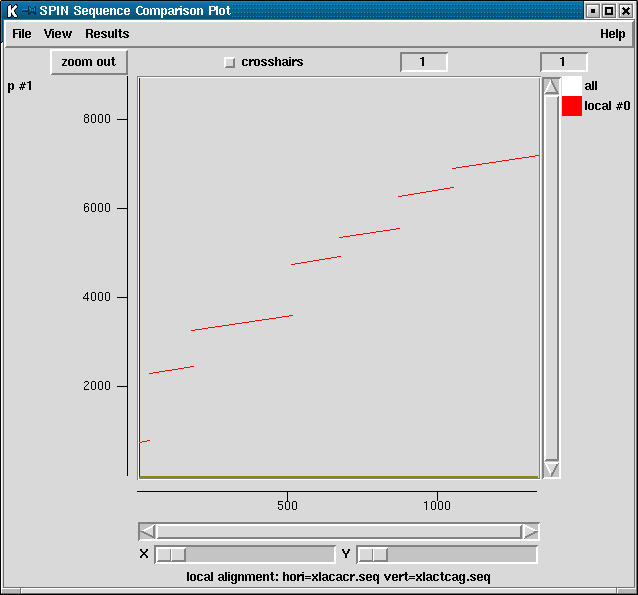 K SPIN Sequence Comparison Plot
File View Results Help
zoom out crosshairs 1 1
p #1
all
local #0
8000
6000
4000
2000
500 1000
X Y
local alignment: hori=xlacacr.seq vert=xlactcag.seq